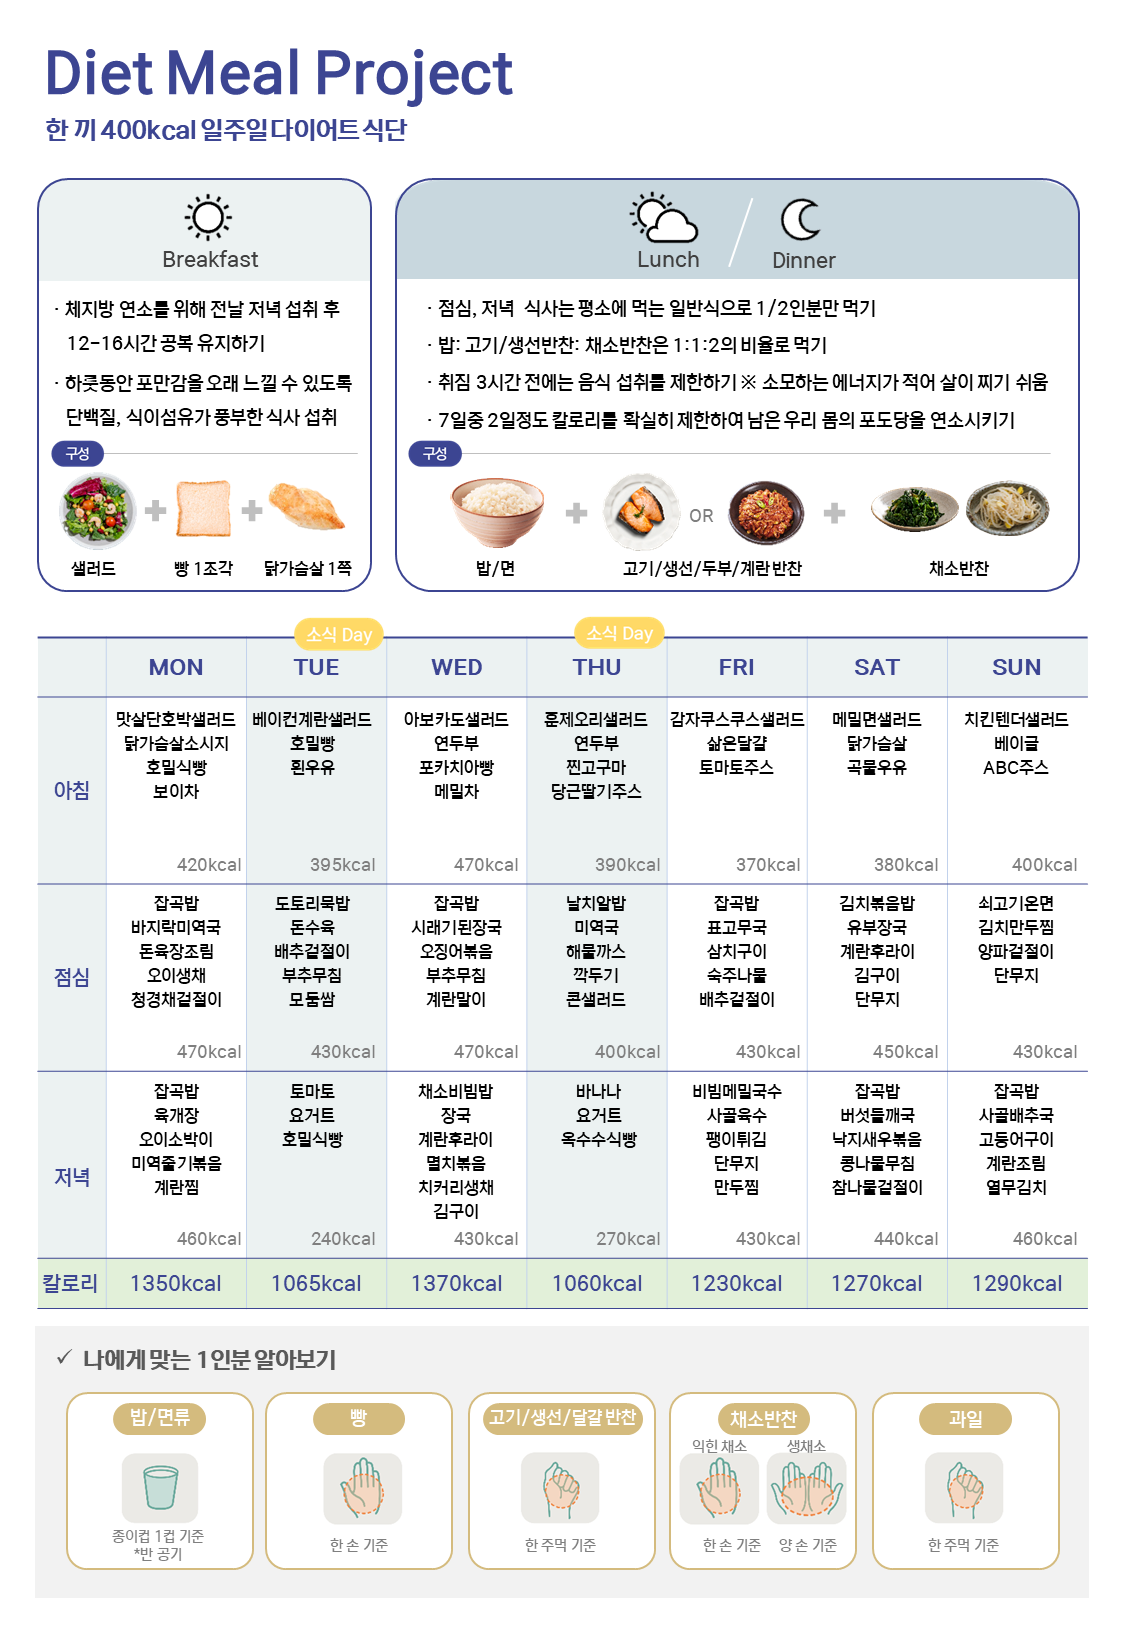 Diet Meal Project
한 끼 400kcal 일주일 다이어트 식단
Breakfast
· 체지방 연소를 위해 전날 저녁 섭취 후
12-16시간 공복 유지하기
· 하룻동안 포만감을 오래 느낄 수 있도록
단백질, 식이섬유가 풍부한 식사 섭취
구성
샐러드
빵 1조각
닭가슴살 1쪽
Lunch / Dinner
· 점심, 저녁 식사는 평소에 먹는 일반식으로 1/2인분만 먹기
· 밥: 고기/생선반찬: 채소반찬은 1:1:2의 비율로 먹기
· 취짐 3시간 전에는 음식 섭취를 제한하기 ※ 소모하는 에너지가 적어 살이 찌기 쉬움
· 7일중 2일정도 칼로리를 확실히 제한하여 남은 우리 몸의 포도당을 연소시키기
구성
밥/면
OR
고기/생선/두부/계란 반찬
채소반찬
소식 Day
소식 Day
MON TUE WED THU FRI SAT SUN
아침
맛살단호박샐러드
닭가슴살소시지
호밀식빵
보이차
420kcal
베이컨계란샐러드
호밀빵
흰우유
395kcal
아보카도샐러드
연두부
포카치아빵
메밀차
470kcal
훈제오리샐러드
연두부
찐고구마
당근딸기주스
390kcal
감자쿠스쿠스샐러드
삶은달걀
토마토주스
370kcal
메밀면샐러드
닭가슴살
곡물우유
380kcal
치킨텐더샐러드
베이글
ABC주스
400kcal
점심
잡곡밥
바지락미역국
돈육장조림
오이생채
청경채겉절이
470kcal
도토리묵밥
돈수육
배추겉절이
부추무침
모둠쌈
430kcal
잡곡밥
시래기된장국
오징어볶음
부추무침
계란말이
470kcal
날치알밥
미역국
해물까스
깍두기
콘샐러드
400kcal
잡곡밥
표고무국
삼치구이
숙주나물
배추겉절이
430kcal
김치볶음밥
유부장국
계란후라이
김구이
단무지
450kcal
쇠고기온면
김치만두찜
양파겉절이
단무지
430kcal
저녁
잡곡밥
육개장
오이소박이
미역줄기볶음
계란찜
460kcal
토마토
요거트
호밀식빵
240kcal
채소비빔밥
장국
계란후라이
멸치볶음
치커리생채
김구이
430kcal
바나나
요거트
옥수수식빵
270kcal
비빔메밀국수
사골육수
팽이튀김
단무지
만두찜
430kcal
잡곡밥
버섯들깨국
낙지새우볶음
콩나물무침
참나물겉절이
440kcal
잡곡밥
사골배추국
고등어구이
계란조림
열무김치
460kcal
칼로리 1350kcal 1065kcal 1370kcal 1060kcal 1230kcal 1270kcal 1290kcal
✓ 나에게 맞는 1인분 알아보기
밥/면류
종이컵 1컵 기준
*반 공기
빵
한 손 기준
고기/생선/달걀 반찬
한 주먹 기준
채소반찬
익힌 채소
생채소
한 손 기준
양 손 기준
과일
한 주먹 기준